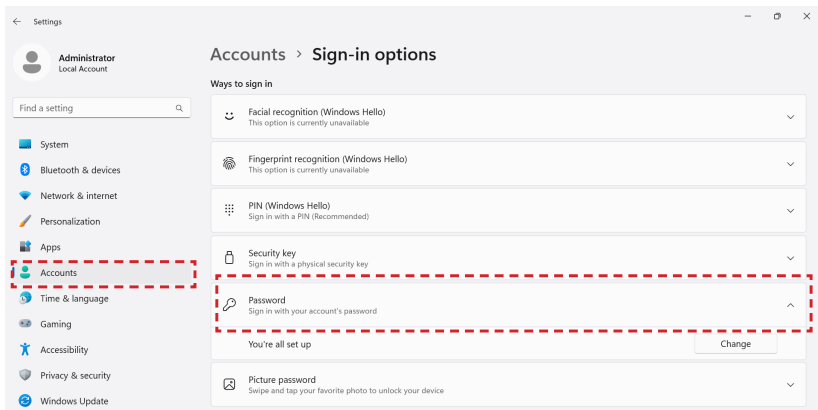 Settings
Administrator
Local Account
Find a setting
System
Bluetooth & devices
Network & internet
Personalization
Apps
Accounts
Time & language
Gaming
Accessibility
Privacy & security
Windows Update
Accounts > Sign-in options
Ways to sign in
Facial recognition (Windows Hello)
This option is currently unavailable
Fingerprint recognition (Windows Hello)
This option is currently unavailable
PIN (Windows Hello)
Sign in with a PIN (Recommended)
Security key
Sign in with a physical security key
Password
Sign in with your account's password
You're all set up
Change
Picture password
Swipe and tap your favorite photo to unlock your device